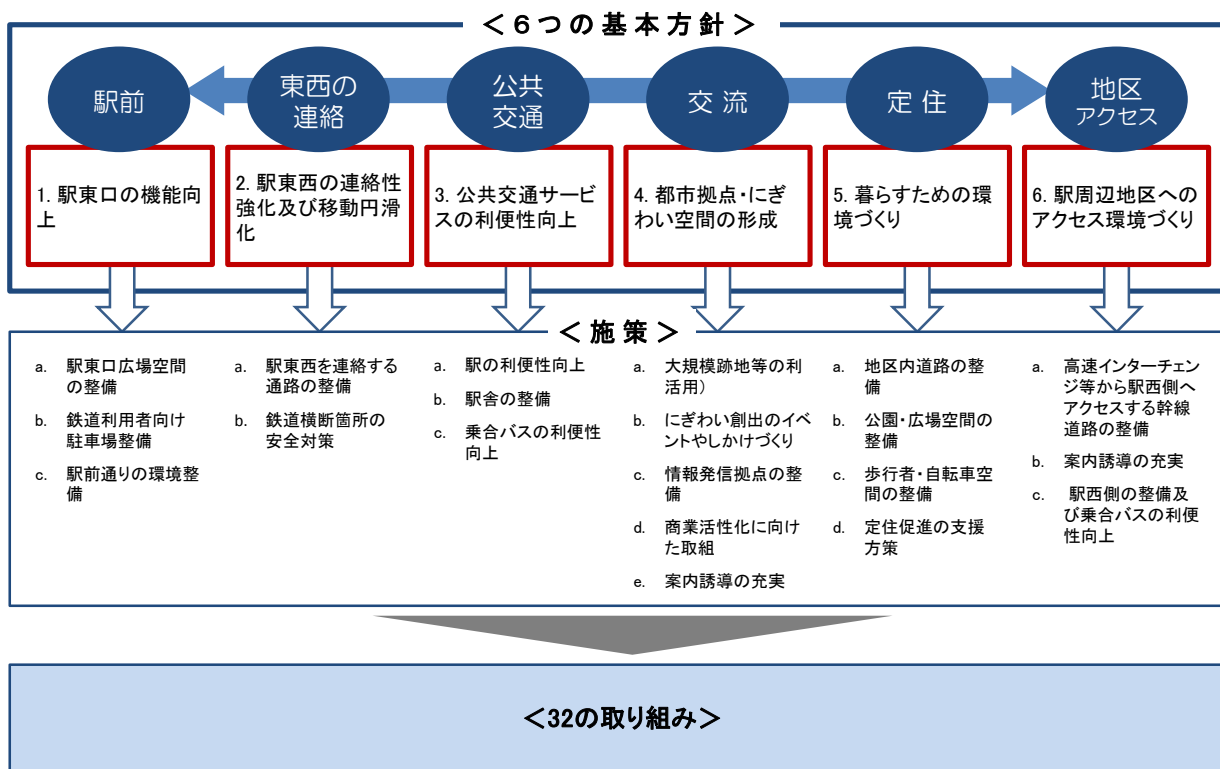 ＜６つの基本方針＞
駅前
東西の
連絡
公共
交通
交流
定住
地区
アクセス
1. 駅東口の機能向
上
2. 駅東西の連絡性
強化及び移動円滑
化
3. 公共交通サービ
スの利便性向上
4. 都市拠点・にぎ
わい空間の形成
5. 暮らすための環
境づくり
6. 駅周辺地区への
アクセス環境づくり
＜施策＞
a. 駅東口広場空間
の整備
b. 鉄道利用者向け
駐車場整備
c. 駅前通りの環境整
備
a. 駅東西を連絡する
通路の整備
b. 鉄道横断箇所の
安全対策
a. 駅の利便性向上
b. 駅舎の整備
c. 乗合バスの利便性
向上
a. 大規模跡地等の利
活用）
b. にぎわい創出のイベ
ントやしかけづくり
c. 情報発信拠点の整
備
d. 商業活性化に向け
た取組
e. 案内誘導の充実
a. 地区内道路の整
備
b. 公園・広場空間の
整備
c. 歩行者・自転車空
間の整備
d. 定住促進の支援
方策
a. 高速インターチェン
ジ等から駅西側へ
アクセスする幹線
道路の整備
b. 案内誘導の充実
c. 駅西側の整備及
び乗合バスの利便
性向上
＜32の取り組み＞